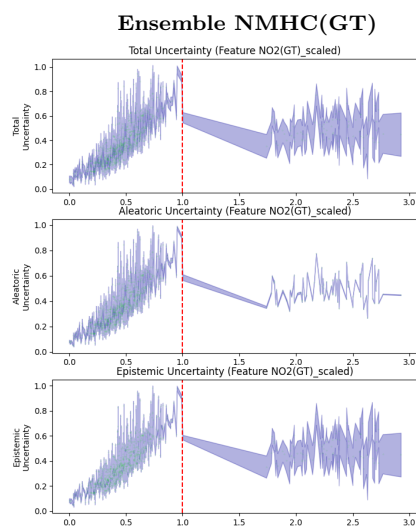 Ensemble NMHC(GT)
Total Uncertainty (Feature NO2(GT)_scaled)
Total
Uncertainty
1.0
0.8
0.6
0.4
0.2
0.0
0.0 0.5 1.0 1.5 2.0 2.5 3.0
Aleatoric Uncertainty (Feature NO2(GT)_scaled)
Aleatoric
Uncertainty
1.0
0.8
0.6
0.4
0.2
0.0
0.0 0.5 1.0 1.5 2.0 2.5 3.0
Epistemic Uncertainty (Feature NO2(GT)_scaled)
Epistemic
Uncertainty
1.0
0.8
0.6
0.4
0.2
0.0
0.0 0.5 1.0 1.5 2.0 2.5 3.0